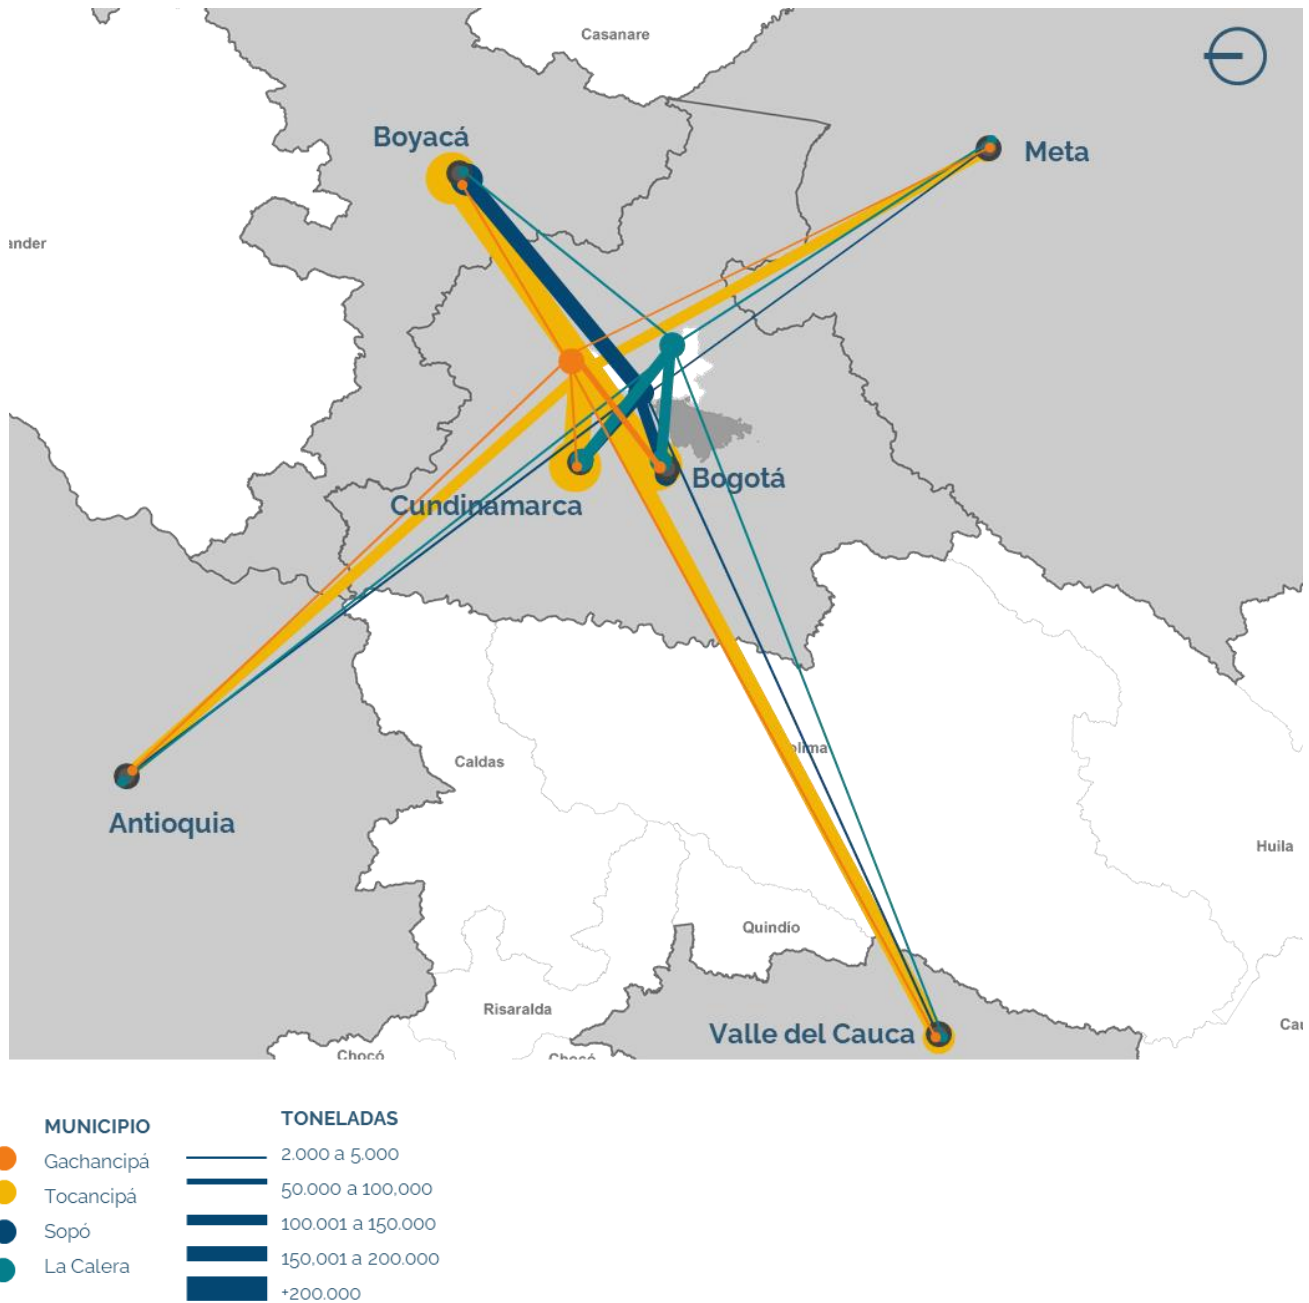 Casanare
Boyacá
Meta
ander
Bogotá
Cundinamarca
Caldas
olima
Antioquia
Huila
Quindío
Risaralda
Valle del Cauca
Cau
Chocó
Chocó
MUNICIPIO
Gachancipá
Tocancipá
Sopó
La Calera
TONELADAS
2.000 a 5.000
50.000 a 100,000
100.001 a 150.000
150,001 a 200.000
+200.000